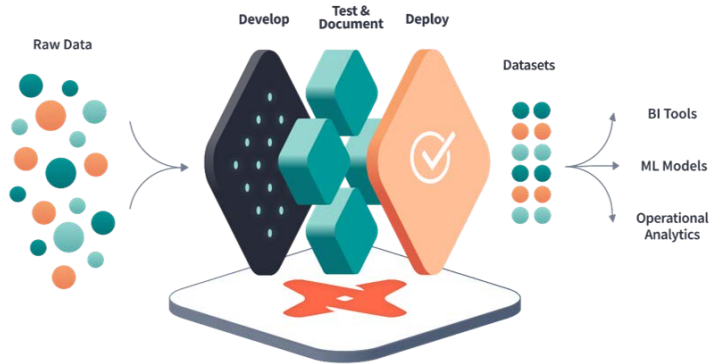 Develop
Test &
Document
Deploy
Raw Data
Datasets
BI Tools
ML Models
Operational
Analytics